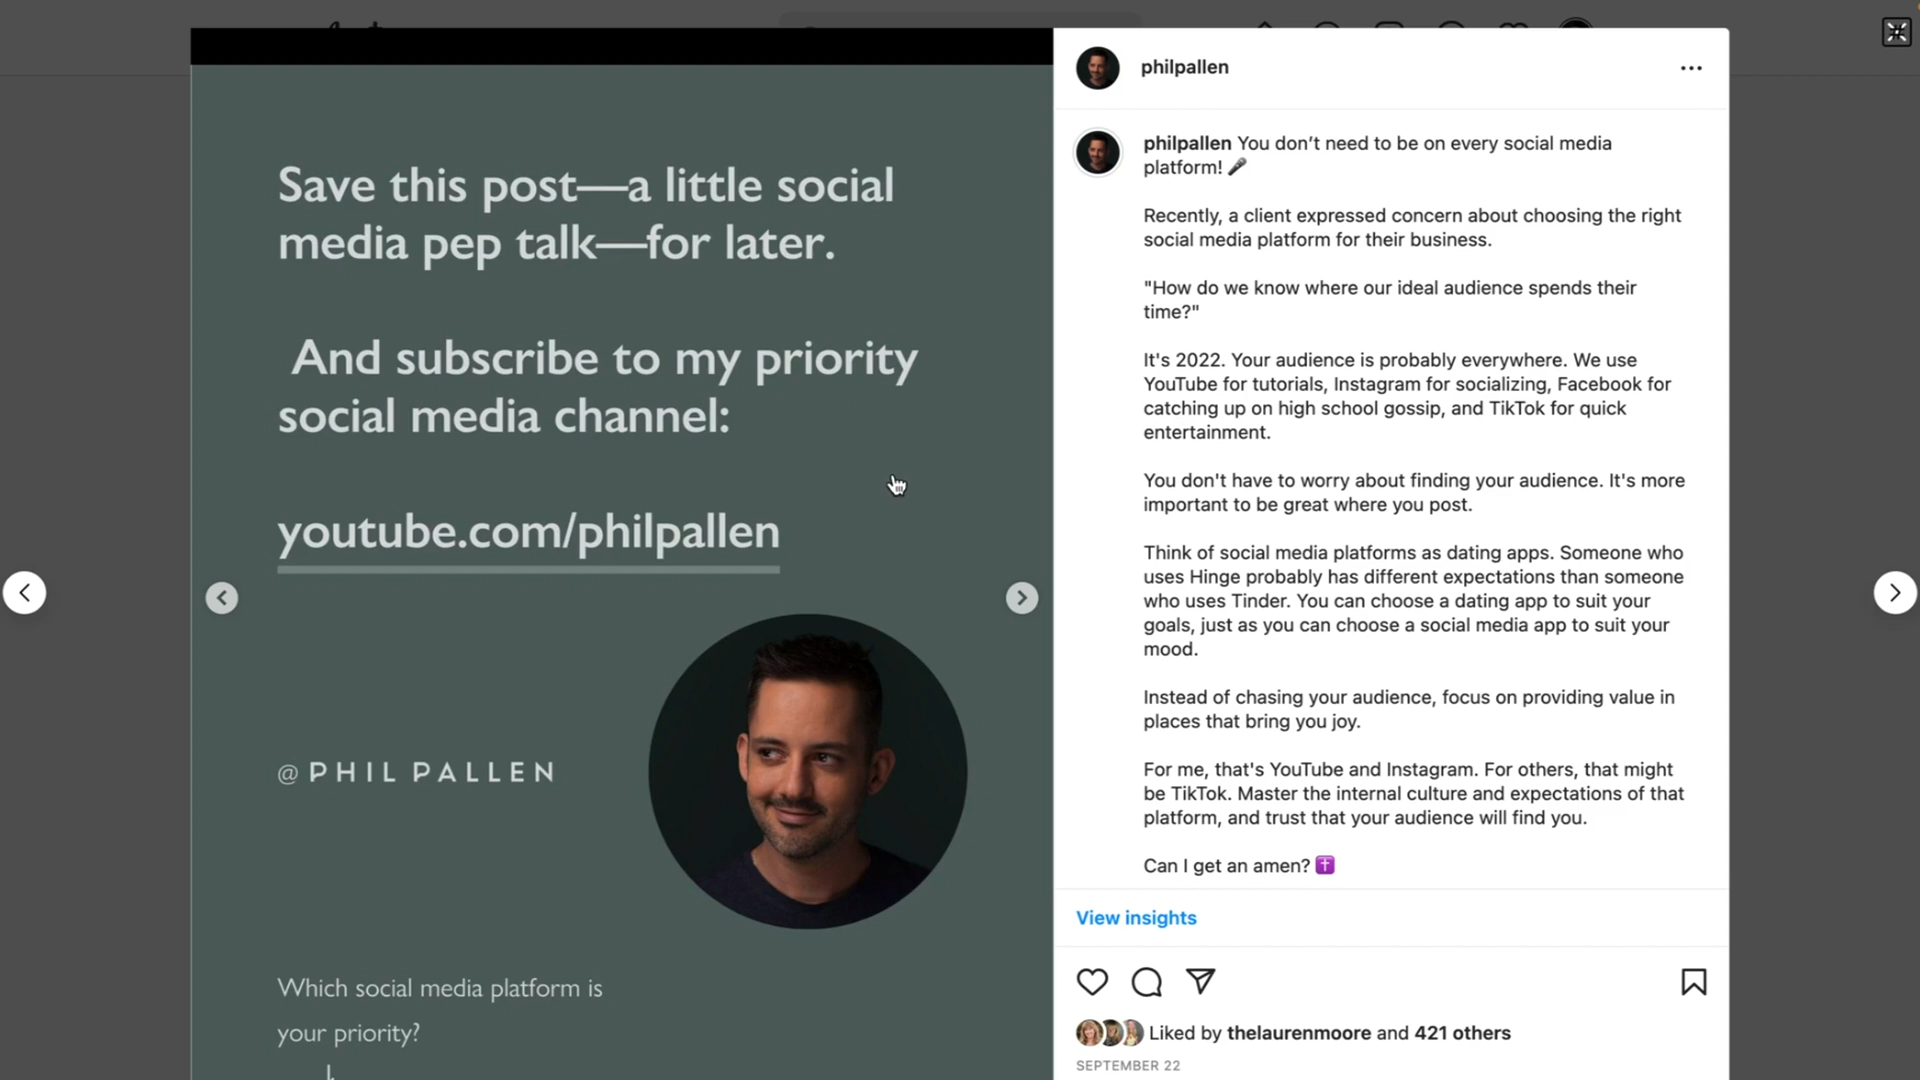 Save this post—a little social
media pep talk—for later.
And subscribe to my priority
social media channel:
youtube.com/philpallen
@PHIL PALLEN
Which social media platform is
your priority?
philpallen
philpallen You don’t need to be on every social media
platform! 🎤
Recently, a client expressed concern about choosing the right
social media platform for their business.
"How do we know where our ideal audience spends their
time?"
It's 2022. Your audience is probably everywhere. We use
YouTube for tutorials, Instagram for socializing, Facebook for
catching up on high school gossip, and TikTok for quick
entertainment.
You don't have to worry about finding your audience. It's more
important to be great where you post.
Think of social media platforms as dating apps. Someone who
uses Hinge probably has different expectations than someone
who uses Tinder. You can choose a dating app to suit your
goals, just as you can choose a social media app to suit your
mood.
Instead of chasing your audience, focus on providing value in
places that bring you joy.
For me, that's YouTube and Instagram. For others, that might
be TikTok. Master the internal culture and expectations of that
platform, and trust that your audience will find you.
Can I get an amen? ✝️
View insights
Liked by thelaurenmoore and 421 others
SEPTEMBER 22